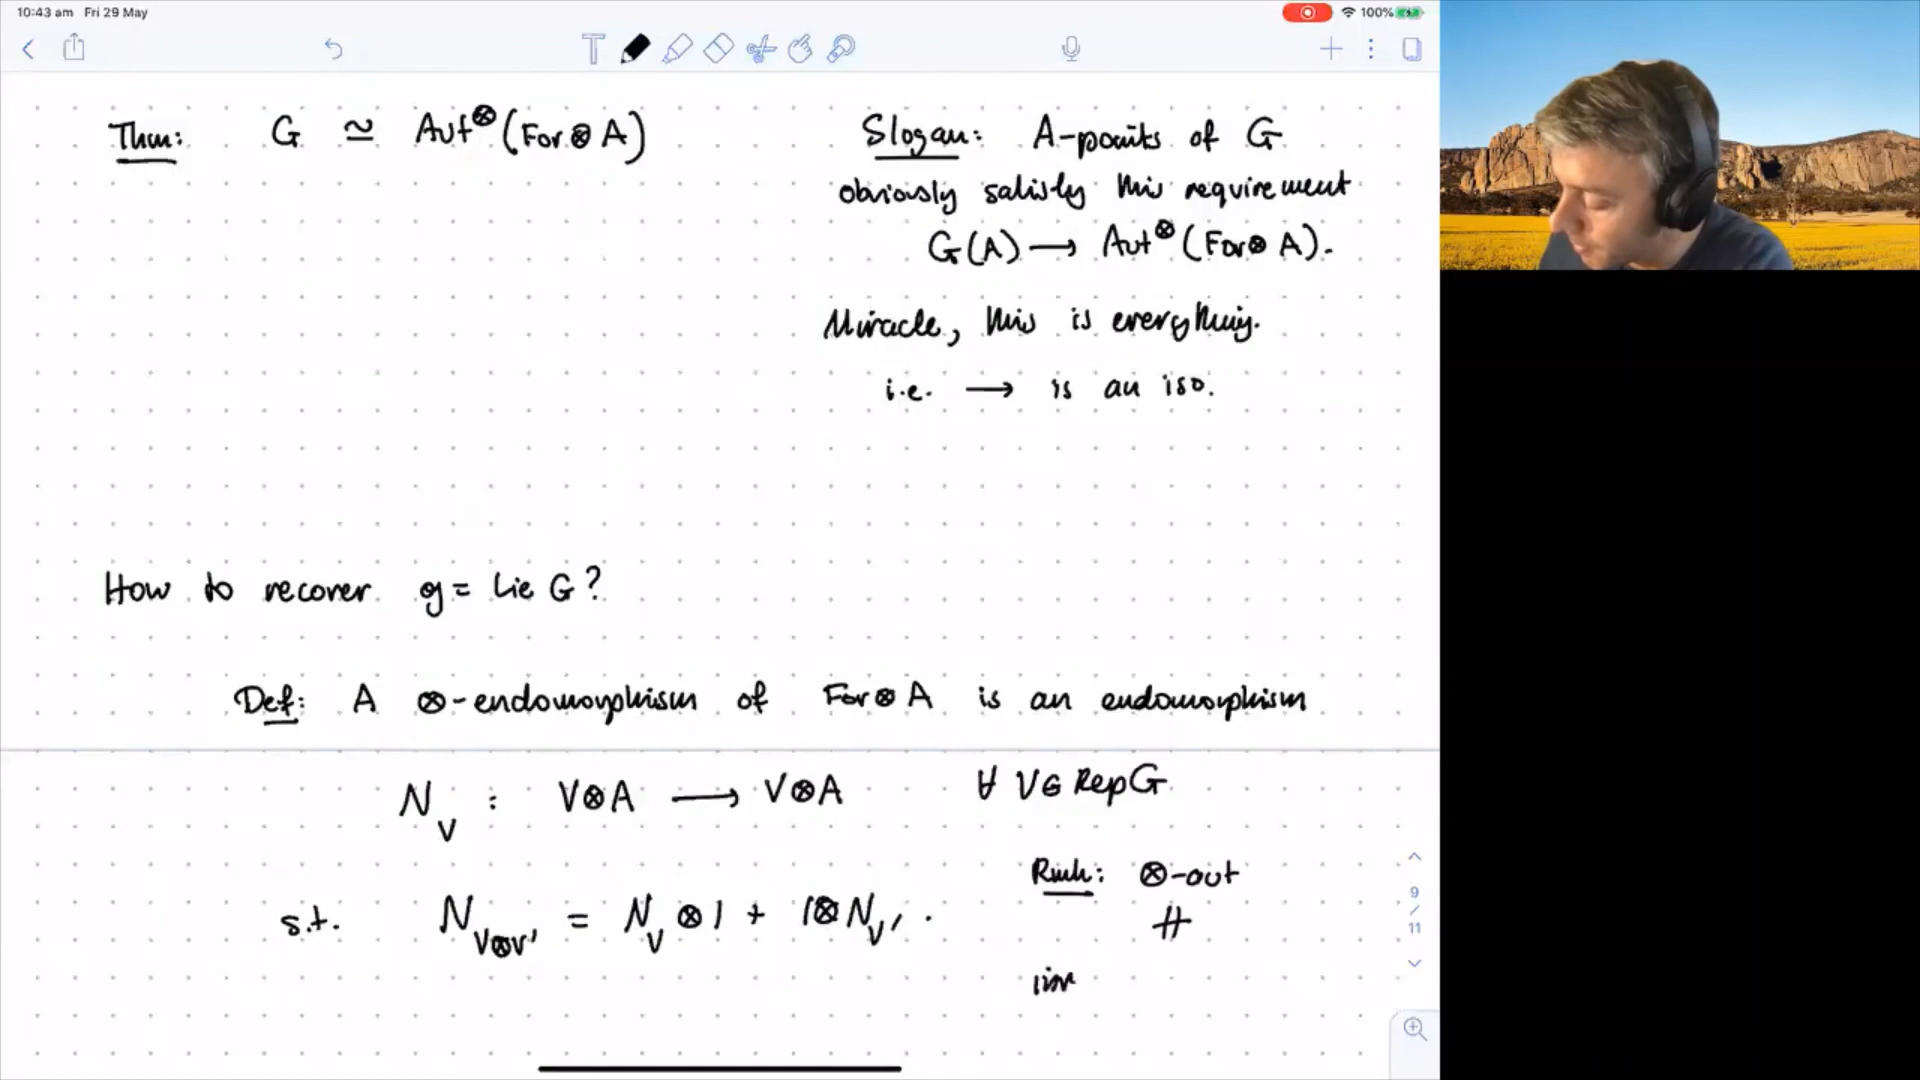 10:43 am Fri 29 May
100%
Thm: G ≃ Aut^⊗(For⊗A)
Slogan: A-points of G
obviously satisfy this requirement
G(A) ⟶ Aut^⊗(For⊗A).
Miracle, this is everything.
i.e. ⟶ is an iso.
How to recover 𝔤 = Lie G?
Def: A ⊗-endomorphism of For⊗A is an endomorphism
N_V : V⊗A ⟶ V⊗A ∀ V∈RepG
Rmk: ⊗-aut
s.t. N_{V⊗V'} = N_V⊗1 + 1⊗N_{V'}.
≠
inv
9
/
11